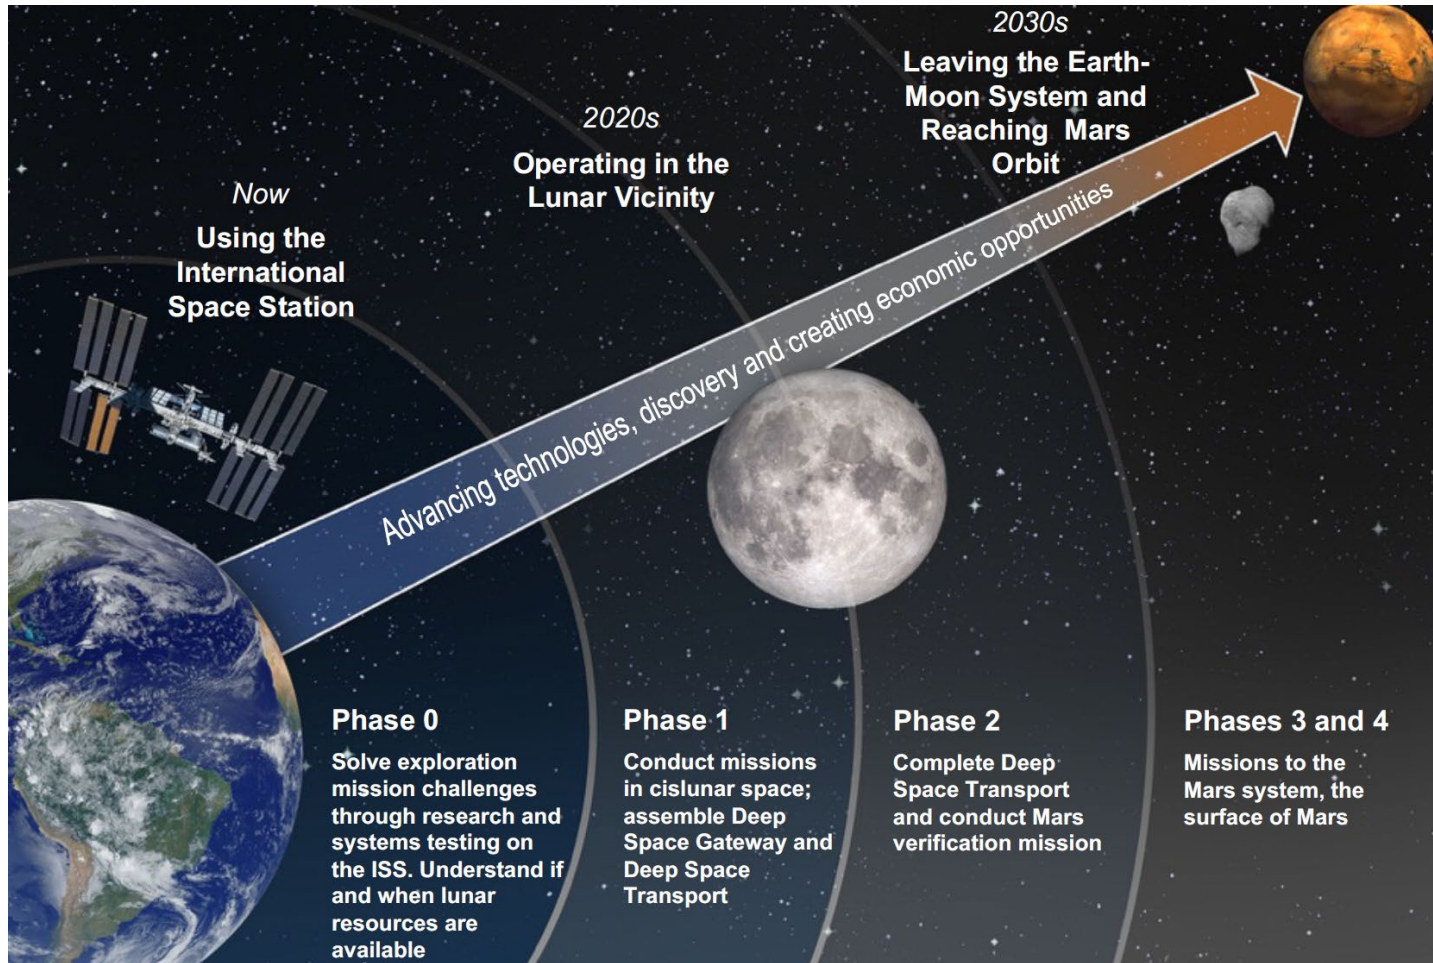 2030s
Leaving the Earth-
Moon System and
Reaching Mars
Orbit
2020s
Operating in the
Lunar Vicinity
Now
Using the
International
Space Station
Advancing technologies, discovery and creating economic opportunities
Phase 0
Solve exploration
mission challenges
through research and
systems testing on
the ISS. Understand if
and when lunar
resources are
available
Phase 1
Conduct missions
in cislunar space;
assemble Deep
Space Gateway and
Deep Space
Transport
Phase 2
Complete Deep
Space Transport
and conduct Mars
verification mission
Phases 3 and 4
Missions to the
Mars system, the
surface of Mars